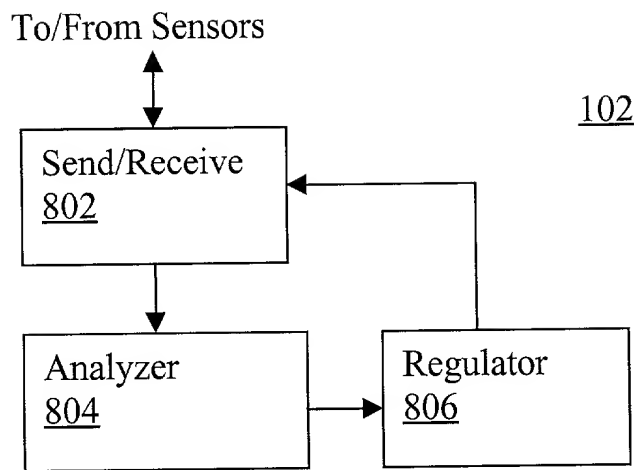 To/From Sensors
102
Send/Receive
802
Analyzer
804
Regulator
806